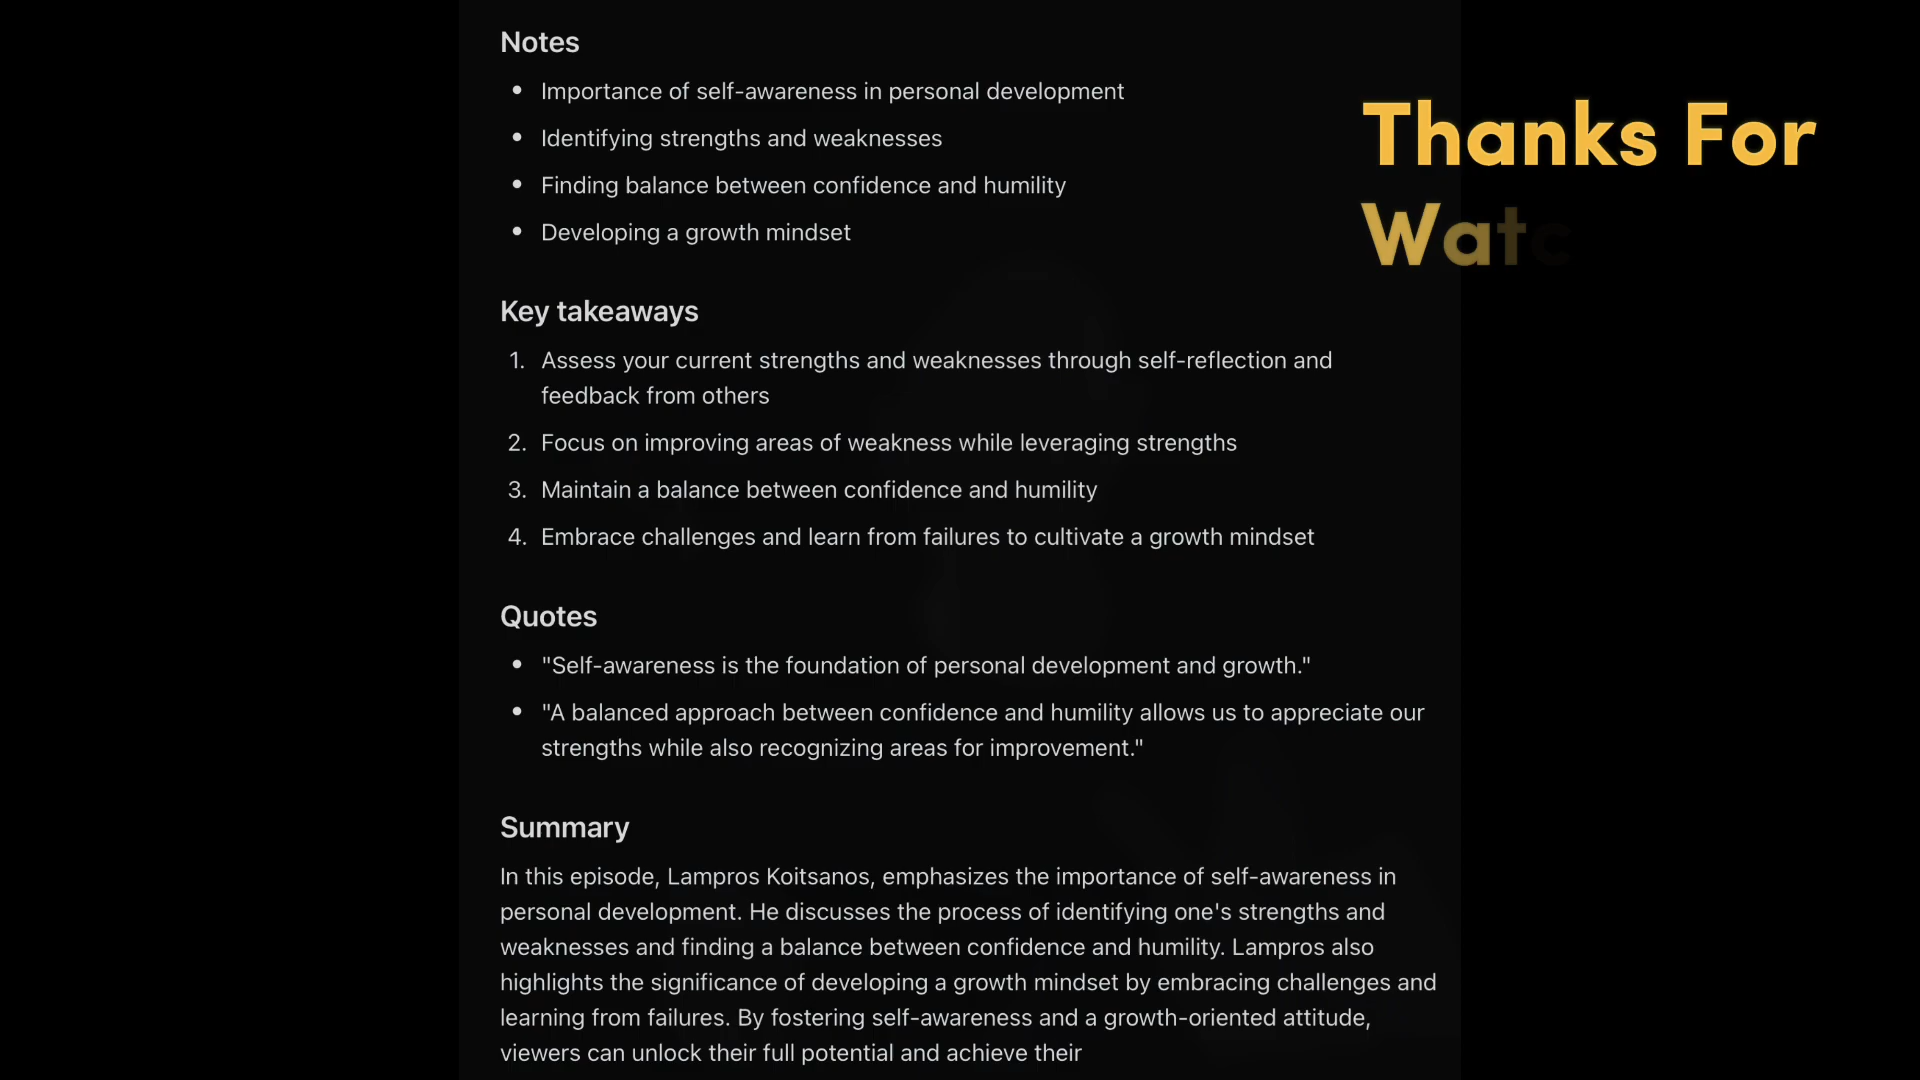 Notes
• Importance of self-awareness in personal development
• Identifying strengths and weaknesses
• Finding balance between confidence and humility
• Developing a growth mindset
Key takeaways
1. Assess your current strengths and weaknesses through self-reflection and
feedback from others
2. Focus on improving areas of weakness while leveraging strengths
3. Maintain a balance between confidence and humility
4. Embrace challenges and learn from failures to cultivate a growth mindset
Quotes
• "Self-awareness is the foundation of personal development and growth."
• "A balanced approach between confidence and humility allows us to appreciate our
strengths while also recognizing areas for improvement."
Summary
In this episode, Lampros Koitsanos, emphasizes the importance of self-awareness in
personal development. He discusses the process of identifying one's strengths and
weaknesses and finding a balance between confidence and humility. Lampros also
highlights the significance of developing a growth mindset by embracing challenges and
learning from failures. By fostering self-awareness and a growth-oriented attitude,
viewers can unlock their full potential and achieve their
Thanks For
Watc